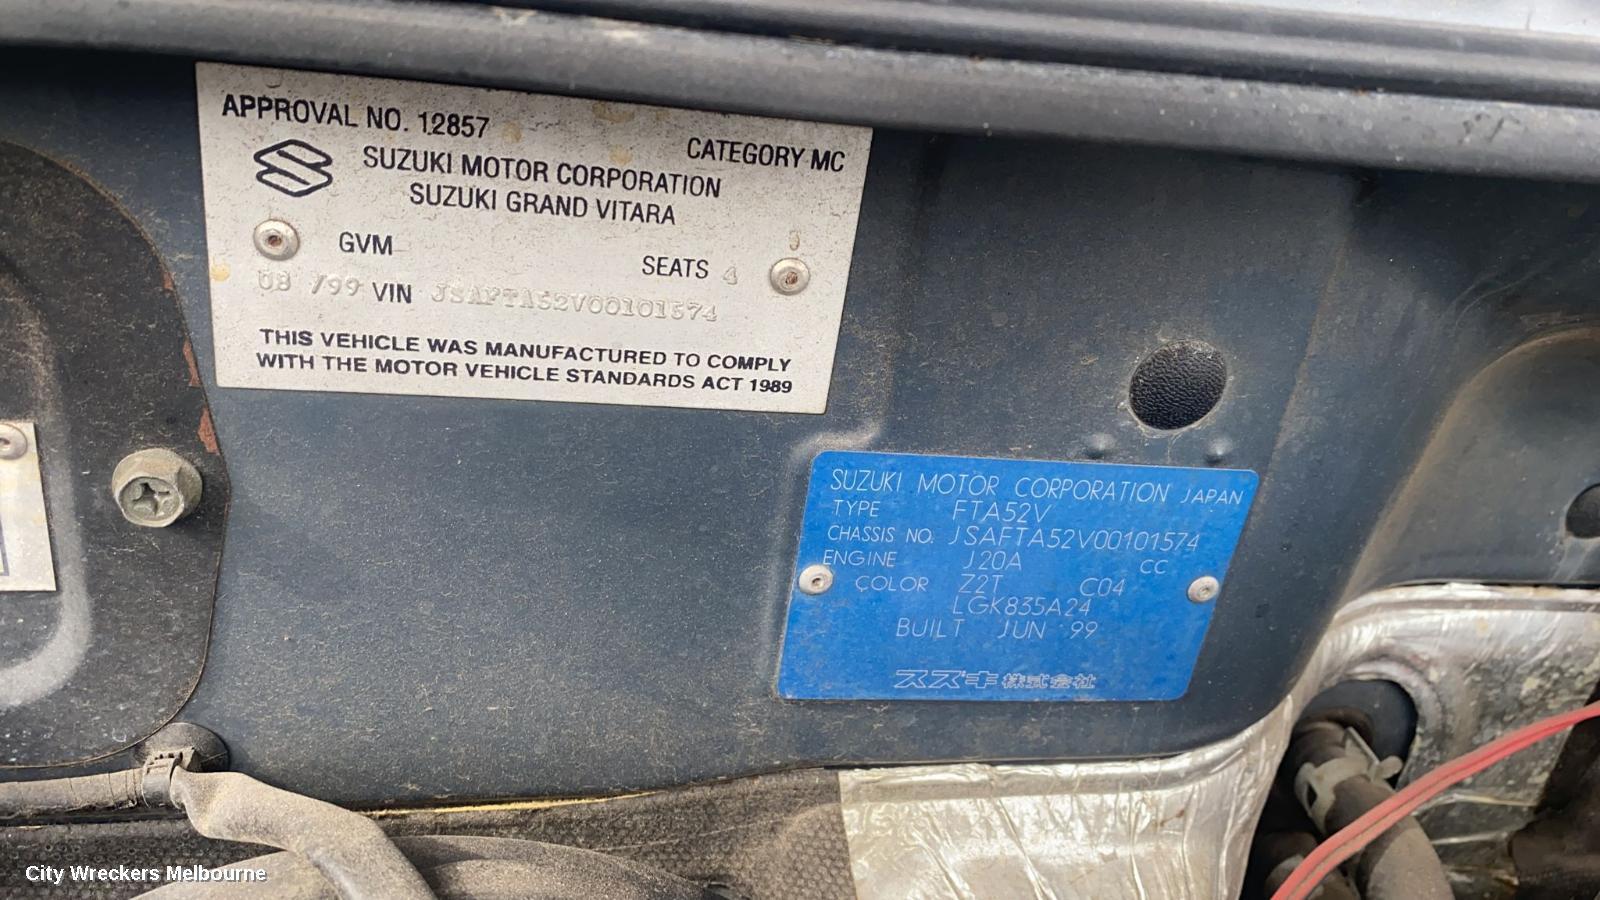 APPROVAL NO. 12857
CATEGORY MC
SUZUKI MOTOR CORPORATION
SUZUKI GRAND VITARA
GVM
SEATS 4
08 /99 VIN JSAFTA52V00101574
THIS VEHICLE WAS MANUFACTURED TO COMPLY
WITH THE MOTOR VEHICLE STANDARDS ACT 1989
SUZUKI MOTOR CORPORATION JAPAN
TYPE FTA52V
CHASSIS NO. JSAFTA52V00101574
ENGINE J20A CC
COLOR Z2T C04
LGK835A24
BUILT JUN '99
スズキ株式会社
City Wreckers Melbourne